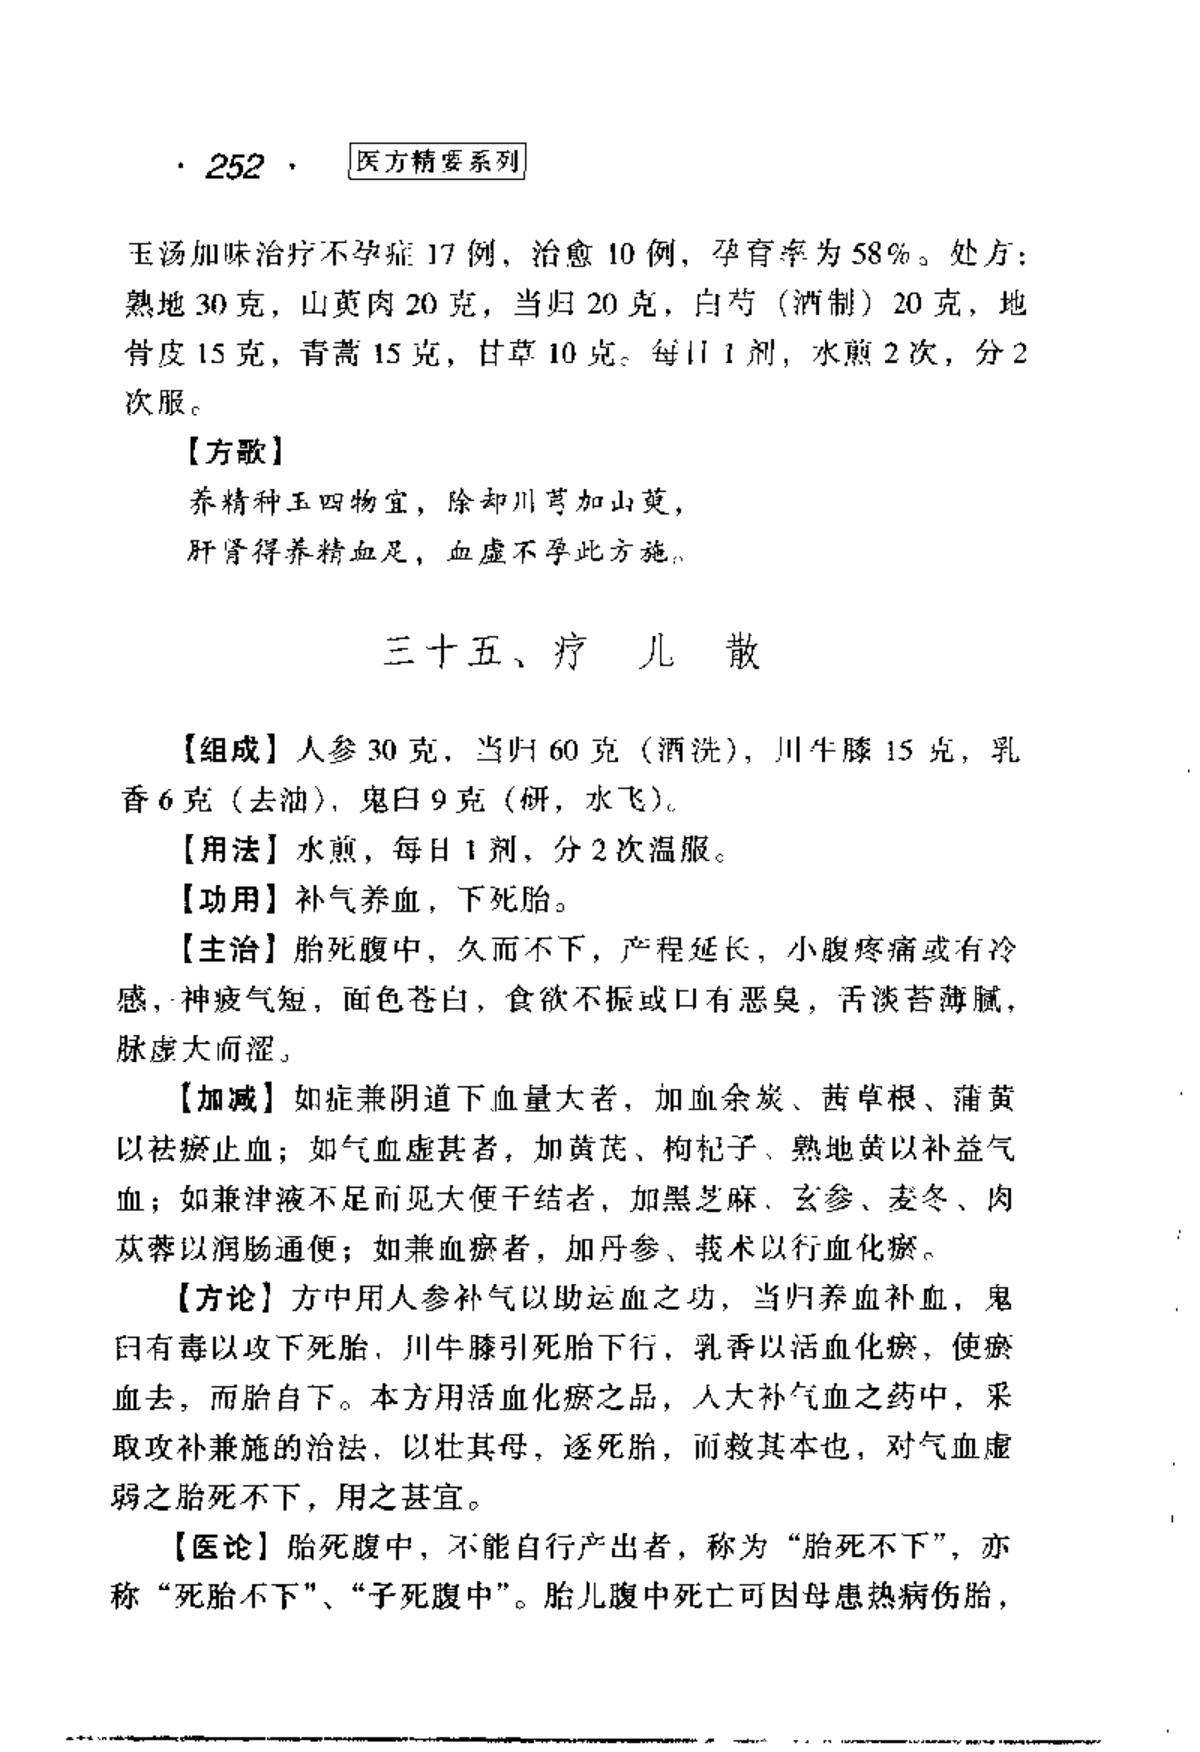 · 252 · 医方精要系列
玉汤加味治疗不孕症 17 例，治愈 10 例，孕育率为 58%。处方：
熟地 30 克，山萸肉 20 克，当归 20 克，白芍（酒制）20 克，地
骨皮 15 克，青蒿 15 克，甘草 10 克。每日 1 剂，水煎 2 次，分 2
次服。
【方歌】
养精种玉四物宜，除却川芎加山萸，
肝肾得养精血足，血虚不孕此方施。
三十五、疗 儿 散
【组成】人参 30 克，当归 60 克（酒洗），川牛膝 15 克，乳
香 6 克（去油），鬼臼 9 克（研，水飞）。
【用法】水煎，每日 1 剂，分 2 次温服。
【功用】补气养血，下死胎。
【主治】胎死腹中，久而不下，产程延长，小腹疼痛或有冷
感，神疲气短，面色苍白，食欲不振或口有恶臭，舌淡苔薄腻，
脉虚大而涩。
【加减】如症兼阴道下血量大者，加血余炭、茜草根、蒲黄
以祛瘀止血；如气血虚甚者，加黄芪、枸杞子、熟地黄以补益气
血；如兼津液不足而见大便干结者，加黑芝麻、玄参、麦冬、肉
苁蓉以润肠通便；如兼血瘀者，加丹参、莪术以行血化瘀。
【方论】方中用人参补气以助运血之功，当归养血补血，鬼
臼有毒以攻下死胎，川牛膝引死胎下行，乳香以活血化瘀，使瘀
血去，而胎自下。本方用活血化瘀之品，入大补气血之药中，采
取攻补兼施的治法，以壮其母，逐死胎，而救其本也，对气血虚
弱之胎死不下，用之甚宜。
【医论】胎死腹中，不能自行产出者，称为“胎死不下”，亦
称“死胎不下”、“子死腹中”。胎儿腹中死亡可因母患热病伤胎，